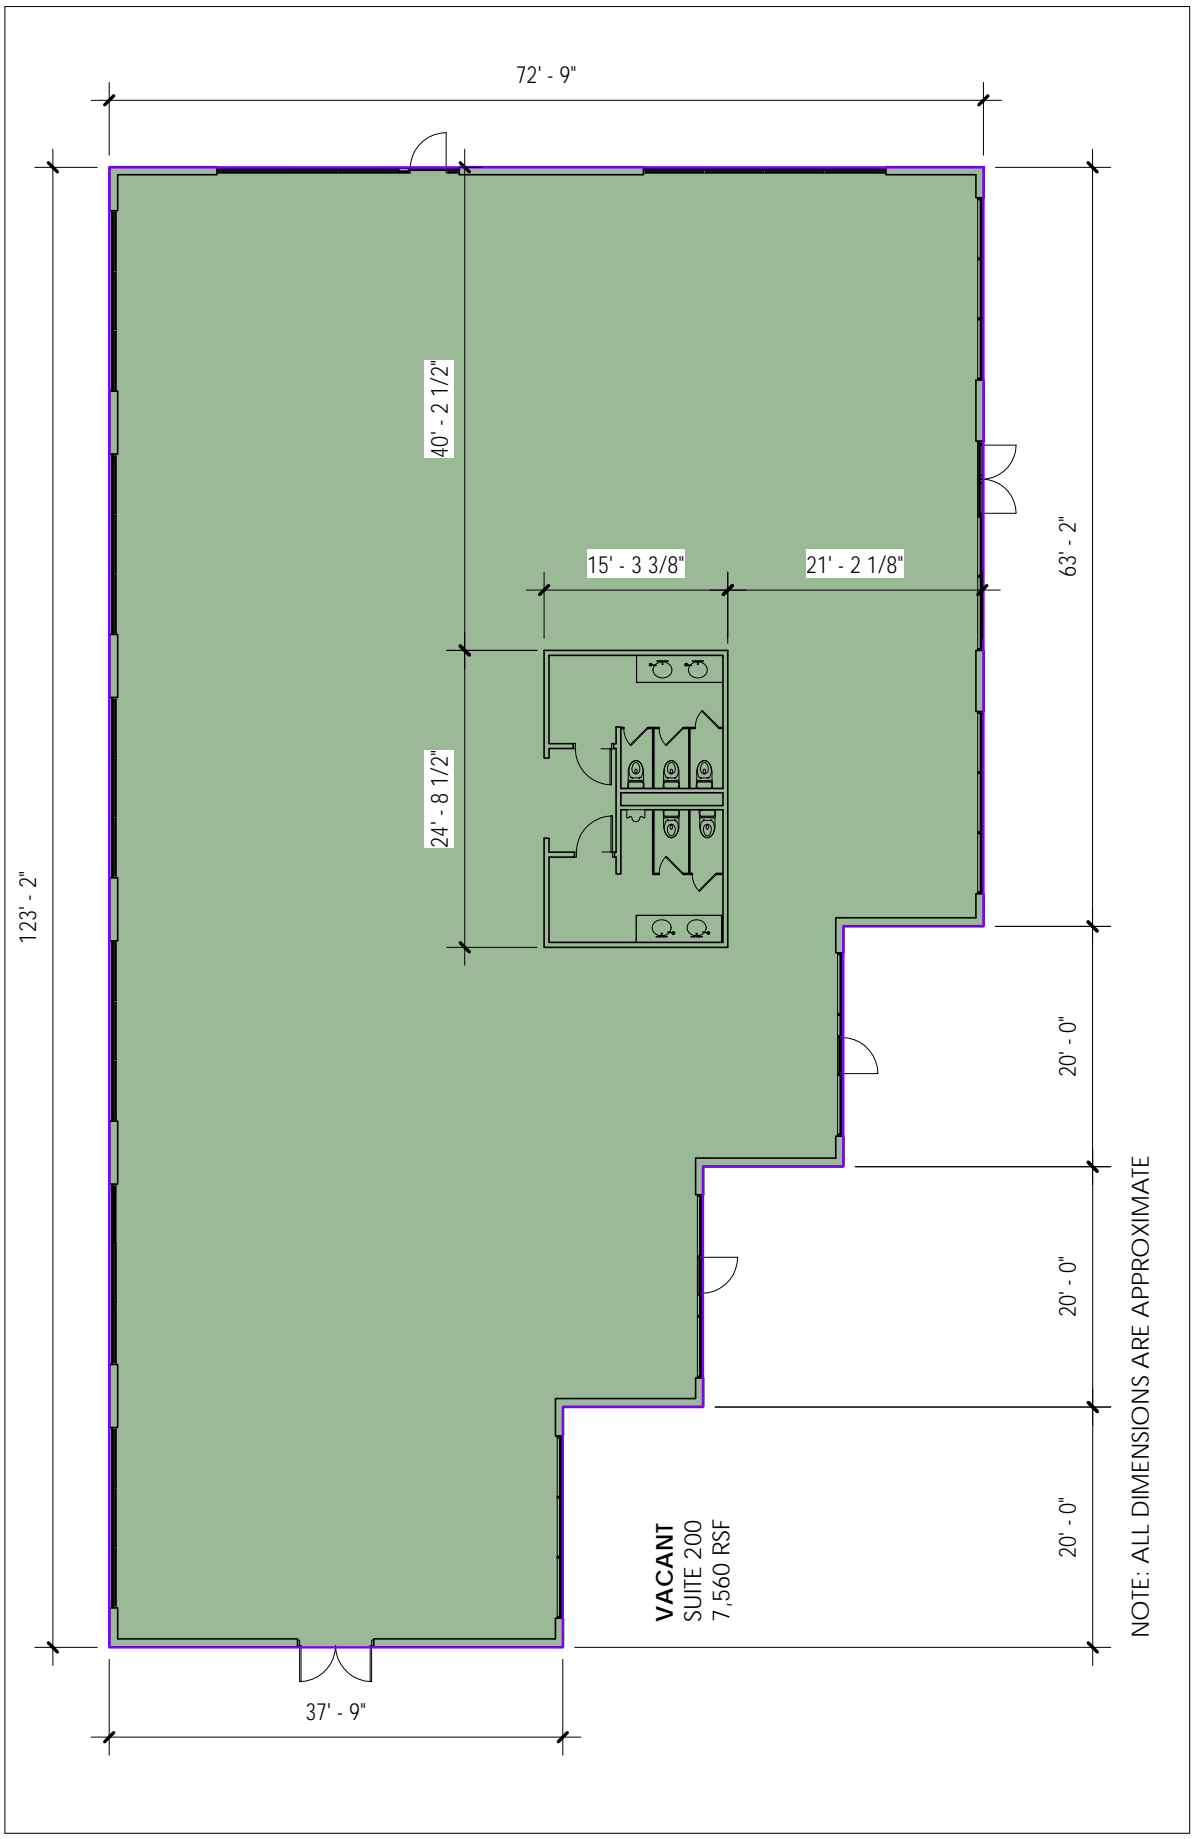 72' - 9"
40' - 2 1/2"
15' - 3 3/8"
21' - 2 1/8"
63' - 2"
24' - 8 1/2"
123' - 2"
20' - 0"
20' - 0"
20' - 0"
VACANT
SUITE 200
7,560 RSF
NOTE: ALL DIMENSIONS ARE APPROXIMATE
37' - 9"